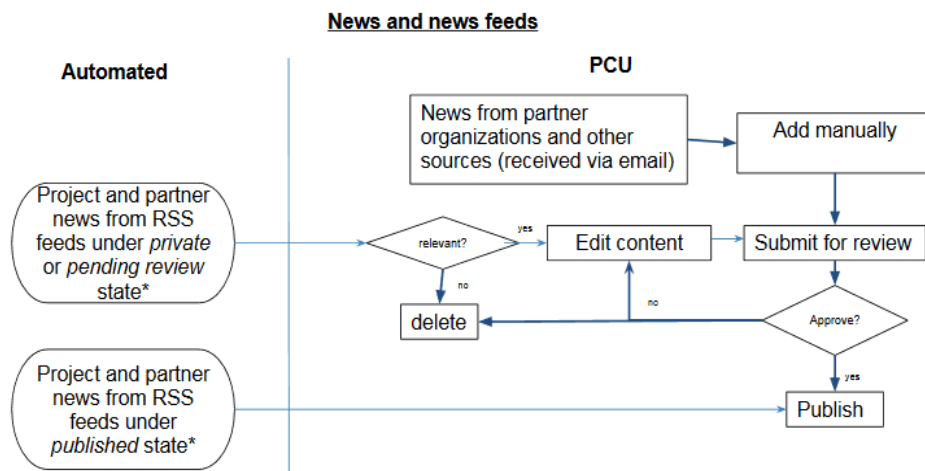 News and news feeds
Automated
PCU
News from partner
organizations and other
sources (received via email)
Add manually
Project and partner
news from RSS
feeds under private
or pending review
state*
relevant?
yes
Edit content
Submit for review
no
delete
no
Approve?
yes
Project and partner
news from RSS
feeds under
published state*
Publish